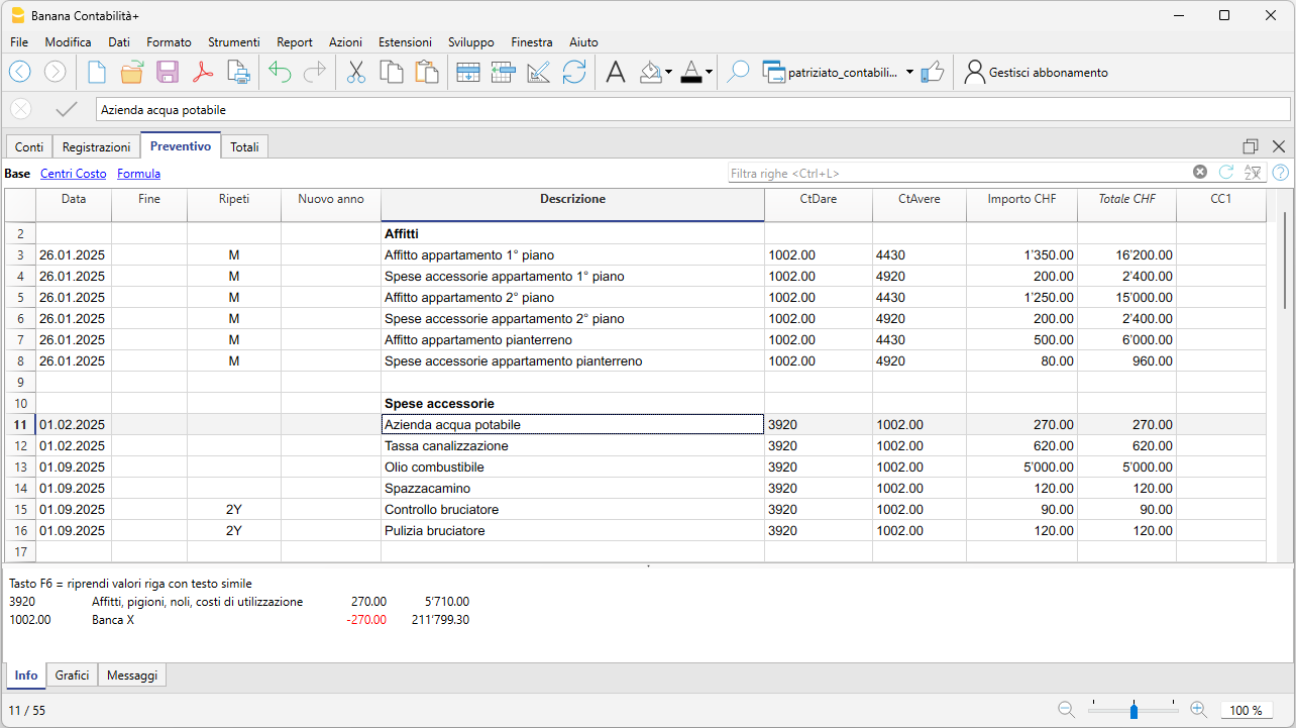 Banana Contabilità+
File Modifica Dati Formato Strumenti Report Azioni Estensioni Sviluppo Finestra Aiuto
patriziato_contabili... Gestisci abbonamento
Azienda acqua potabile
Conti Registrazioni Preventivo Totali
Base Centri Costo Formula Filtra righe <Ctrl+L>
Data Fine Ripeti Nuovo anno Descrizione CtDare CtAvere Importo CHF Totale CHF CC1
2 Affitti
3 26.01.2025 M Affitto appartamento 1° piano 1002.00 4430 1'350.00 16'200.00
4 26.01.2025 M Spese accessorie appartamento 1° piano 1002.00 4920 200.00 2'400.00
5 26.01.2025 M Affitto appartamento 2° piano 1002.00 4430 1'250.00 15'000.00
6 26.01.2025 M Spese accessorie appartamento 2° piano 1002.00 4920 200.00 2'400.00
7 26.01.2025 M Affitto appartamento pianterreno 1002.00 4430 500.00 6'000.00
8 26.01.2025 M Spese accessorie appartamento pianterreno 1002.00 4920 80.00 960.00
9
10 Spese accessorie
11 01.02.2025 Azienda acqua potabile 3920 1002.00 270.00 270.00
12 01.02.2025 Tassa canalizzazione 3920 1002.00 620.00 620.00
13 01.09.2025 Olio combustibile 3920 1002.00 5'000.00 5'000.00
14 01.09.2025 Spazzacamino 3920 1002.00 120.00 120.00
15 01.09.2025 2Y Controllo bruciatore 3920 1002.00 90.00 90.00
16 01.09.2025 2Y Pulizia bruciatore 3920 1002.00 120.00 120.00
17
Tasto F6 = riprendi valori riga con testo simile
3920 Affitti, pigioni, noli, costi di utilizzazione 270.00 5'710.00
1002.00 Banca X -270.00 211'799.30
Info Grafici Messaggi
11 / 55 100 %